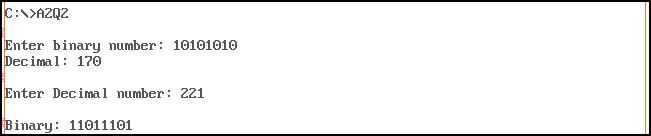 C:\>A2Q2
Enter binary number: 10101010
Decimal: 170
Enter Decimal number: 221
Binary: 11011101